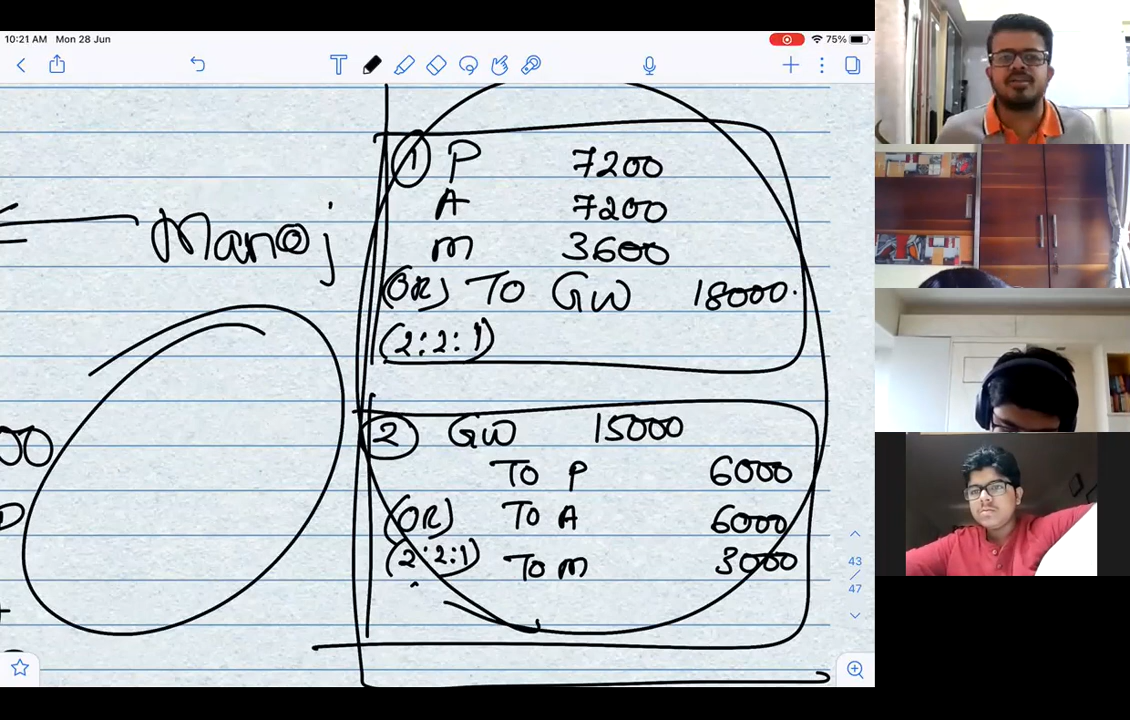 10:21 AM Mon 28 Jun
75%
T
Manoj
1 P 7200
A 7200
m 3600
(OR) TO GW 18000.
(2:2:1)
00
2 GW 15000
TO P 6000
(OR) TO A 6000
(2:2:1) TO m 3000
43
/
47